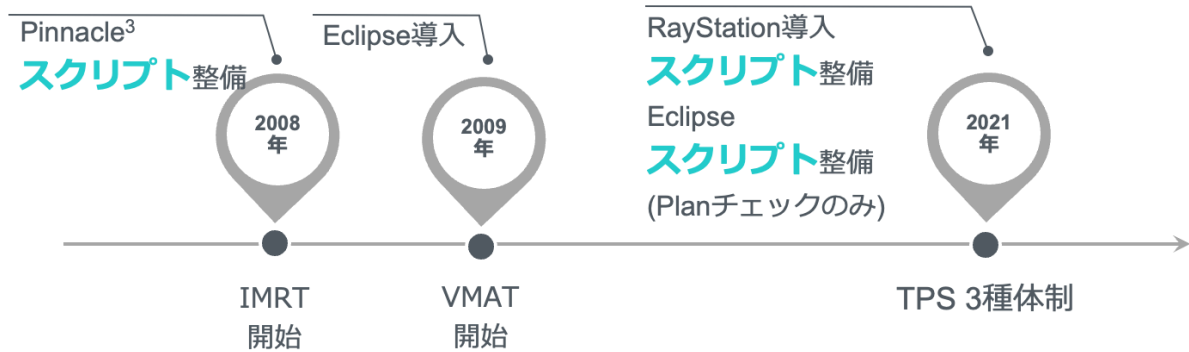 Pinnacle³
スクリプト整備
2008
年
IMRT
開始
Eclipse導入
2009
年
VMAT
開始
RayStation導入
スクリプト整備
Eclipse
スクリプト整備
(Planチェックのみ)
2021
年
TPS 3種体制